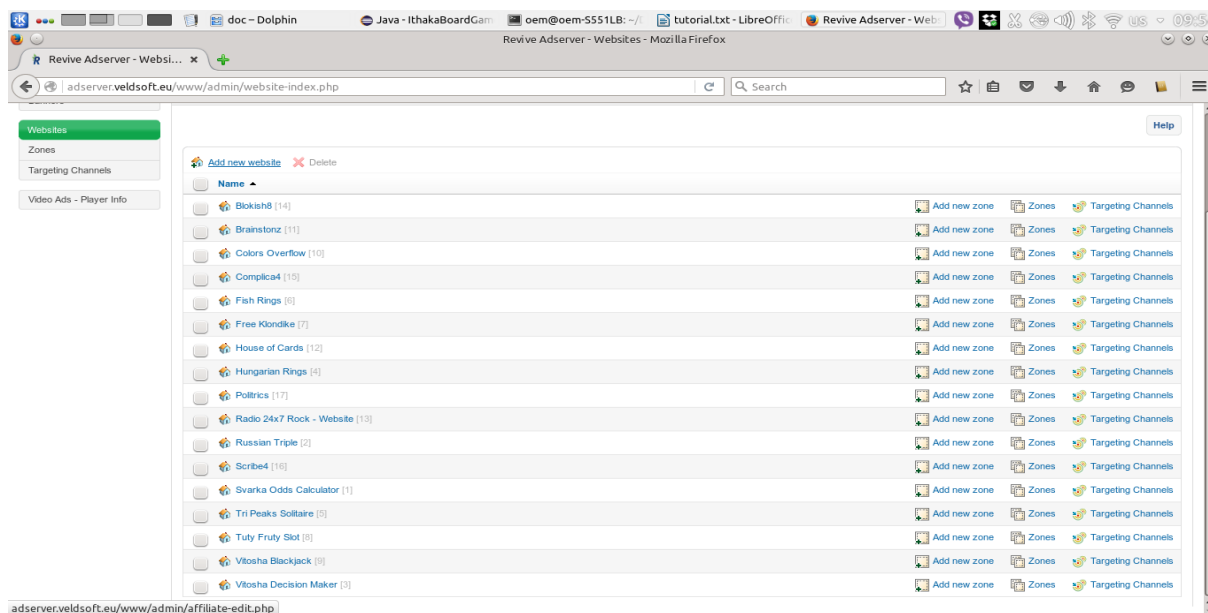 doc – Dolphin Java - IthakaBoardGam oem@oem-S551LB: ~/ tutorial.txt - LibreOffic Revive Adserver - Web US 09:5
Revive Adserver - Websites - Mozilla Firefox
Revive Adserver - Websi...
adserver.veldsoft.eu/www/admin/website-index.php Search
Banners
Websites
Zones
Targeting Channels
Video Ads - Player Info
Help
Add new website Delete
Name
Blokish8 [14] Add new zone Zones Targeting Channels
Brainstonz [11] Add new zone Zones Targeting Channels
Colors Overflow [10] Add new zone Zones Targeting Channels
Complica4 [15] Add new zone Zones Targeting Channels
Fish Rings [6] Add new zone Zones Targeting Channels
Free Klondike [7] Add new zone Zones Targeting Channels
House of Cards [12] Add new zone Zones Targeting Channels
Hungarian Rings [4] Add new zone Zones Targeting Channels
Politrics [17] Add new zone Zones Targeting Channels
Radio 24x7 Rock - Website [13] Add new zone Zones Targeting Channels
Russian Triple [2] Add new zone Zones Targeting Channels
Scribe4 [16] Add new zone Zones Targeting Channels
Svarka Odds Calculator [1] Add new zone Zones Targeting Channels
Tri Peaks Solitaire [5] Add new zone Zones Targeting Channels
Tuty Fruty Slot [8] Add new zone Zones Targeting Channels
Vitosha Blackjack [9] Add new zone Zones Targeting Channels
Vitosha Decision Maker [3] Add new zone Zones Targeting Channels
adserver.veldsoft.eu/www/admin/affiliate-edit.php